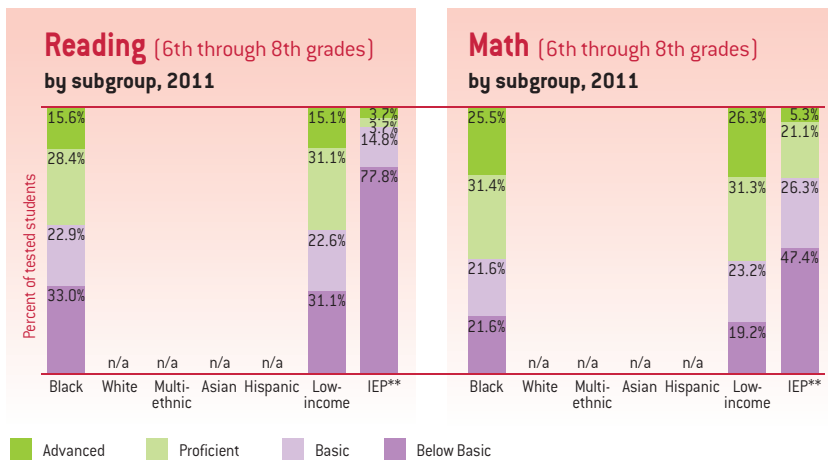 Reading (6th through 8th grades)
by subgroup, 2011
Percent of tested students
15.6%
28.4%
22.9%
33.0%
15.1%
31.1%
22.6%
31.1%
3.7%
3.7%
14.8%
77.8%
n/a n/a n/a n/a
Black White Multi-ethnic Asian Hispanic Low-income IEP**
Math (6th through 8th grades)
by subgroup, 2011
25.5%
31.4%
21.6%
21.6%
26.3%
31.3%
23.2%
19.2%
5.3%
21.1%
26.3%
47.4%
n/a n/a n/a n/a
Black White Multi-ethnic Asian Hispanic Low-income IEP**
Advanced Proficient Basic Below Basic